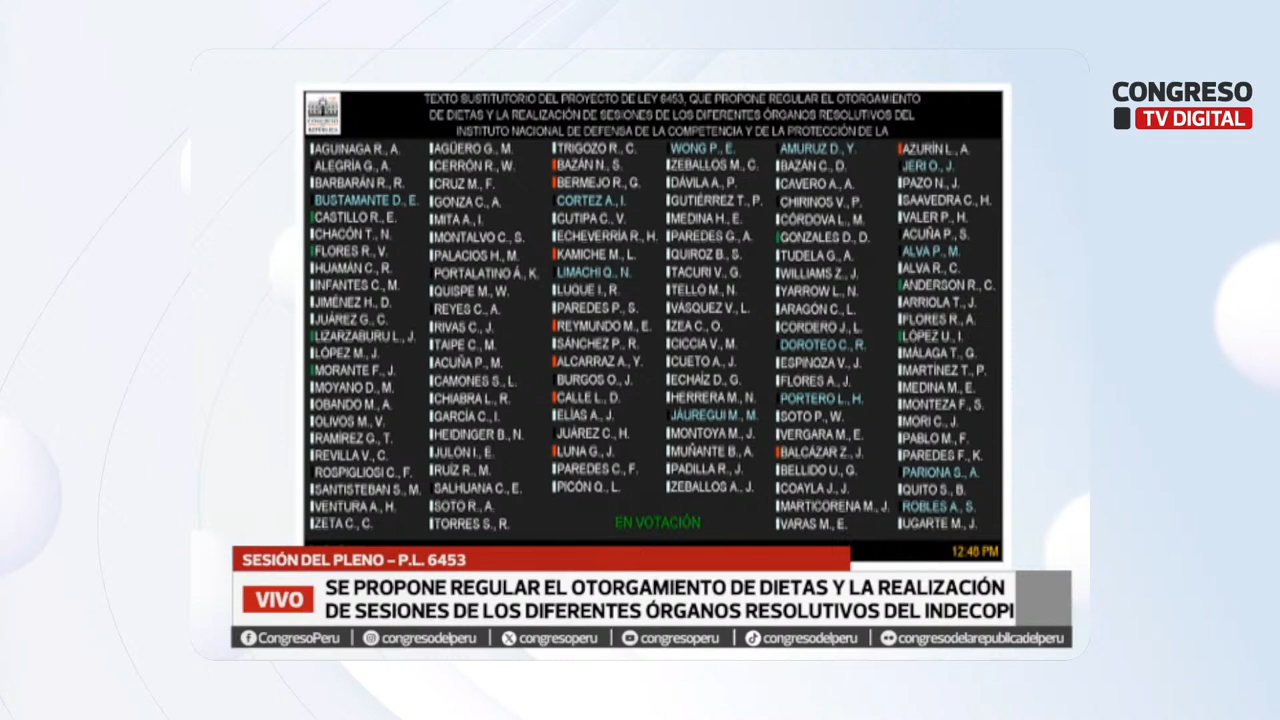 CONGRESO
TV DIGITAL
TEXTO SUSTITUTORIO DEL PROYECTO DE LEY 6453, QUE PROPONE REGULAR EL OTORGAMIENTO
DE DIETAS Y LA REALIZACIÓN DE SESIONES DE LOS DIFERENTES ÓRGANOS RESOLUTIVOS DEL
INSTITUTO NACIONAL DE DEFENSA DE LA COMPETENCIA Y DE LA PROTECCIÓN DE LA
CONGRESO
REPÚBLICA
AGUINAGA R., A.
ALEGRÍA G., A.
BARBARÁN R., R.
BUSTAMANTE D., E.
CASTILLO R., E.
CHACÓN T., N.
FLORES R., V.
HUAMÁN C., R.
INFANTES C., M.
JIMÉNEZ H., D.
JUÁREZ G., C.
LIZARZABURU L., J.
LÓPEZ M., J.
MORANTE F., J.
MOYANO D., M.
OBANDO M., A.
OLIVOS M., V.
RAMÍREZ G., T.
REVILLA V., C.
ROSPIGLIOSI C., F.
SANTISTEBAN S., M.
VENTURA A., H.
ZETA C., C.
AGÜERO G., M.
CERRÓN R., W.
CRUZ M., F.
GONZA C., A.
MITA A., I.
MONTALVO C., S.
PALACIOS H., M.
PORTALATINO Á., K.
QUISPE M., W.
REYES C., A.
RIVAS C., J.
TAIPE C., M.
ACUÑA P., M.
CAMONES S., L.
CHIABRA L., R.
GARCÍA C., I.
HEIDINGER B., N.
JULON I., E.
RUÍZ R., M.
SALHUANA C., E.
SOTO R., A.
TORRES S., R.
TRIGOZO R., C.
BAZÁN N., S.
BERMEJO R., G.
CORTEZ A., I.
CUTIPA C., V.
ECHEVERRÍA R., H.
KAMICHE M., L.
LIMACHI Q., N.
LUQUE I., R.
PAREDES P., S.
REYMUNDO M., E.
SÁNCHEZ P., R.
ALCARRAZ A., Y.
BURGOS O., J.
CALLE L., D.
ELÍAS A., J.
JUÁREZ C., H.
LUNA G., J.
PAREDES C., F.
PICÓN Q., L.
WONG P., E.
ZEBALLOS M., C.
DÁVILA A., P.
GUTIÉRREZ T., P.
MEDINA H., E.
PAREDES G., A.
QUIROZ B., S.
TACURI V., G.
TELLO M., N.
VÁSQUEZ V., L.
ZEA C., O.
CICCIA V., M.
CUETO A., J.
ECHAÍZ D., G.
HERRERA M., N.
JÁUREGUI M., M.
MONTOYA M., J.
MUÑANTE B., A.
PADILLA R., J.
ZEBALLOS A., J.
AMURUZ D., Y.
BAZÁN C., D.
CAVERO A., A.
CHIRINOS V., P.
CÓRDOVA L., M.
GONZALES D., D.
TUDELA G., A.
WILLIAMS Z., J.
YARROW L., N.
ARAGÓN C., L.
CORDERO J., L.
DOROTEO C., R.
ESPINOZA V., J.
FLORES A., J.
PORTERO L., H.
SOTO P., W.
VERGARA M., E.
BALCÁZAR Z., J.
BELLIDO U., G.
COAYLA J., J.
MARTICORENA M., J.
VARAS M., E.
AZURÍN L., A.
JERI O., J.
PAZO N., J.
SAAVEDRA C., H.
VALER P., H.
ACUÑA P., S.
ALVA P., M.
ALVA R., C.
ANDERSON R., C.
ARRIOLA T., J.
FLORES R., A.
LÓPEZ U., I.
MÁLAGA T., G.
MARTÍNEZ T., P.
MEDINA M., E.
MONTEZA F., S.
MORI C., J.
PABLO M., F.
PAREDES F., K.
PARIONA S., A.
QUITO S., B.
ROBLES A., S.
UGARTE M., J.
EN VOTACIÓN
12:48 PM
SESIÓN DEL PLENO – P.L. 6453
VIVO
SE PROPONE REGULAR EL OTORGAMIENTO DE DIETAS Y LA REALIZACIÓN
DE SESIONES DE LOS DIFERENTES ÓRGANOS RESOLUTIVOS DEL INDECOPI
CongresoPeru | congresodelperu | congresoperu | congresoperu | congresodelperu | congresodelarepublicadelperu